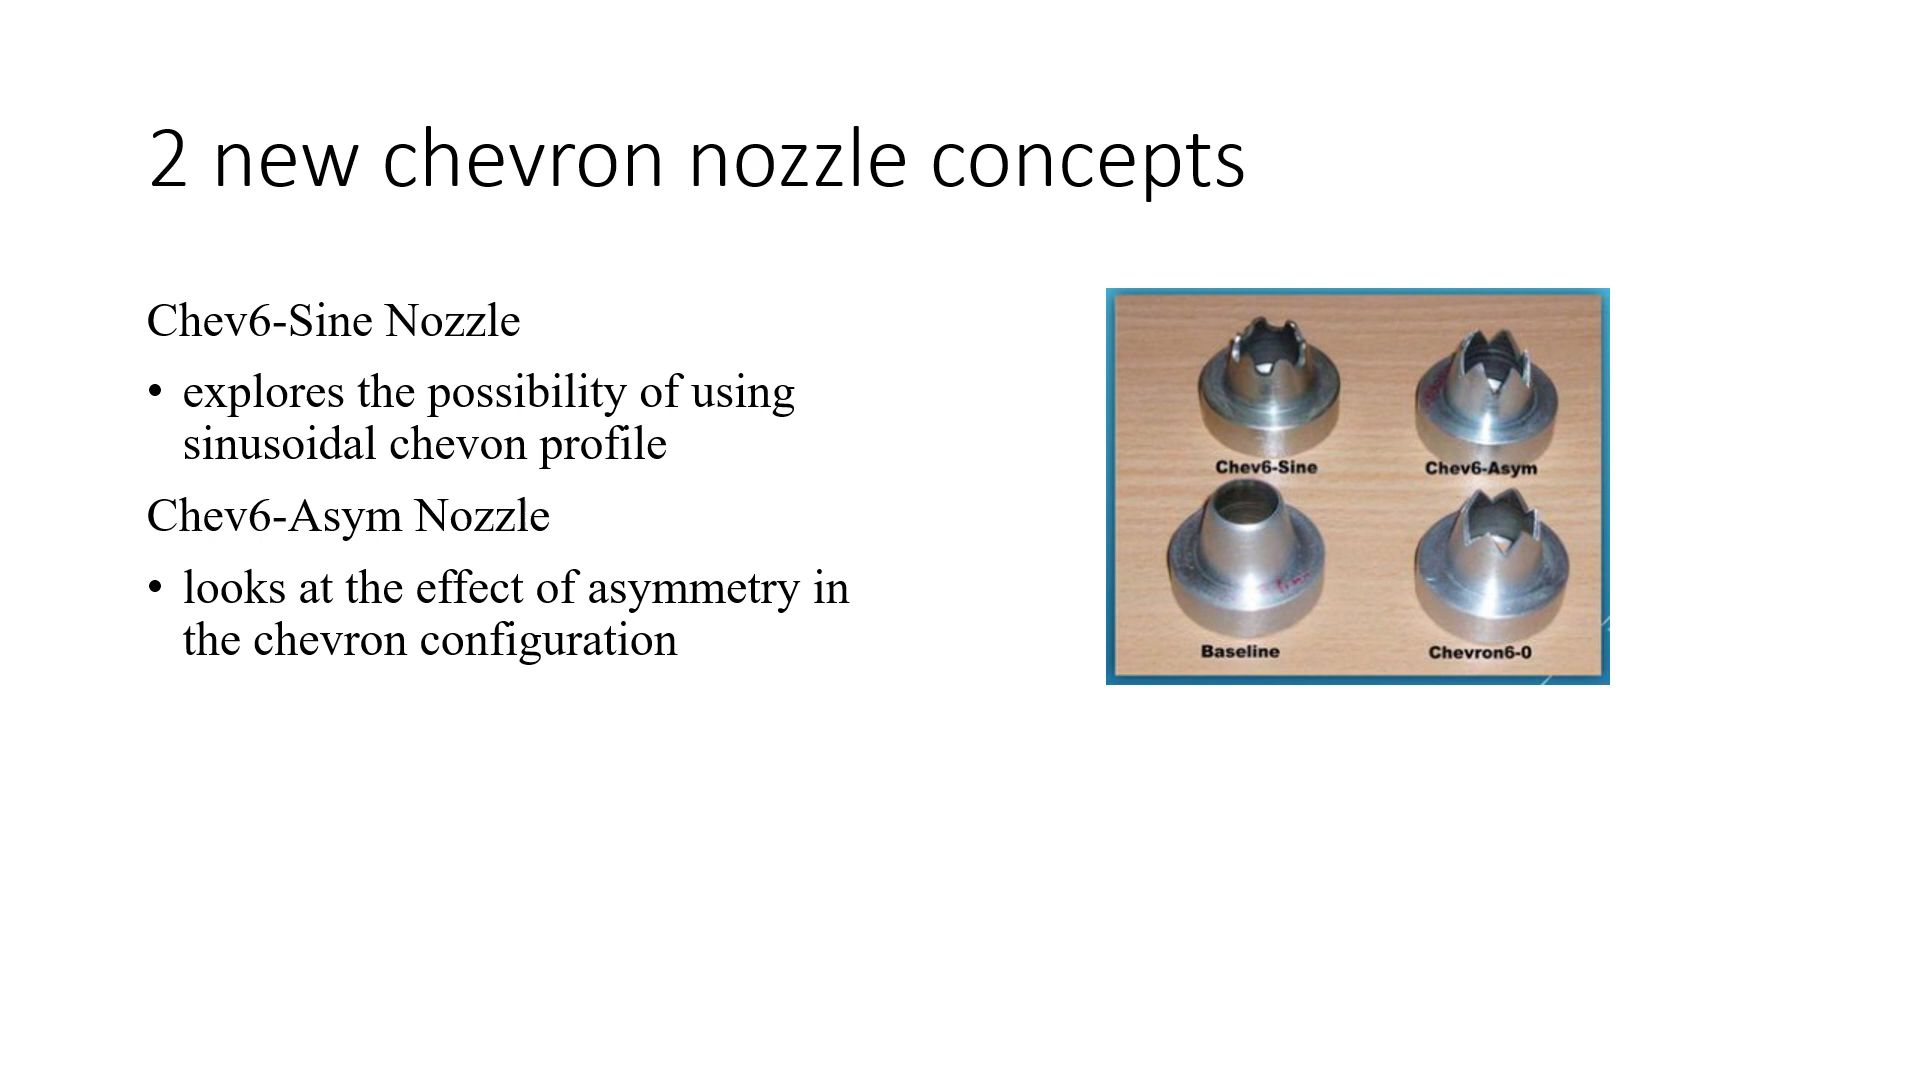 2 new chevron nozzle concepts
Chev6-Sine Nozzle
• explores the possibility of using
sinusoidal chevon profile
Chev6-Asym Nozzle
• looks at the effect of asymmetry in
the chevron configuration
Chev6-Sine
Chev6-Asym
Baseline
Chevron6-0